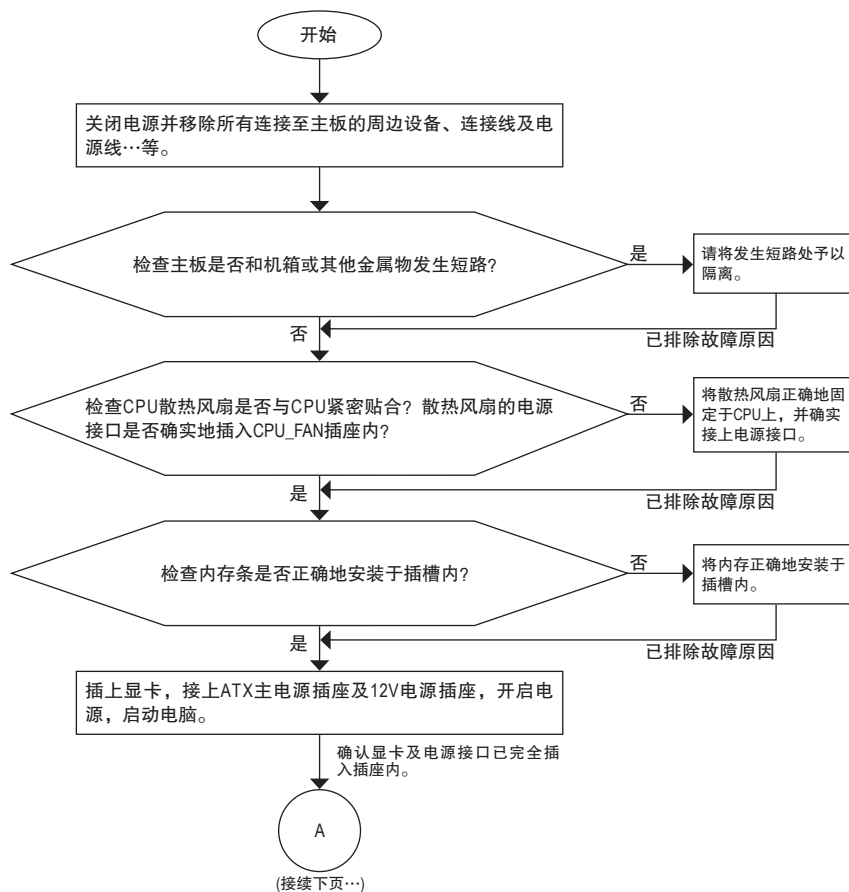 开始
关闭电源并移除所有连接至主板的周边设备、连接线及电
源线…等。
检查主板是否和机箱或其他金属物发生短路？
是
请将发生短路处予以
隔离。
否
已排除故障原因
检查CPU散热风扇是否与CPU紧密贴合？散热风扇的电源
接口是否确实地插入CPU_FAN插座内？
否
将散热风扇正确地固
定于CPU上，并确实
接上电源接口。
是
已排除故障原因
检查内存条是否正确地安装于插槽内？
否
将内存正确地安装于
插槽内。
是
已排除故障原因
插上显卡，接上ATX主电源插座及12V电源插座，开启电
源，启动电脑。
确认显卡及电源接口已完全插
入插座内。
A
(接续下页…)